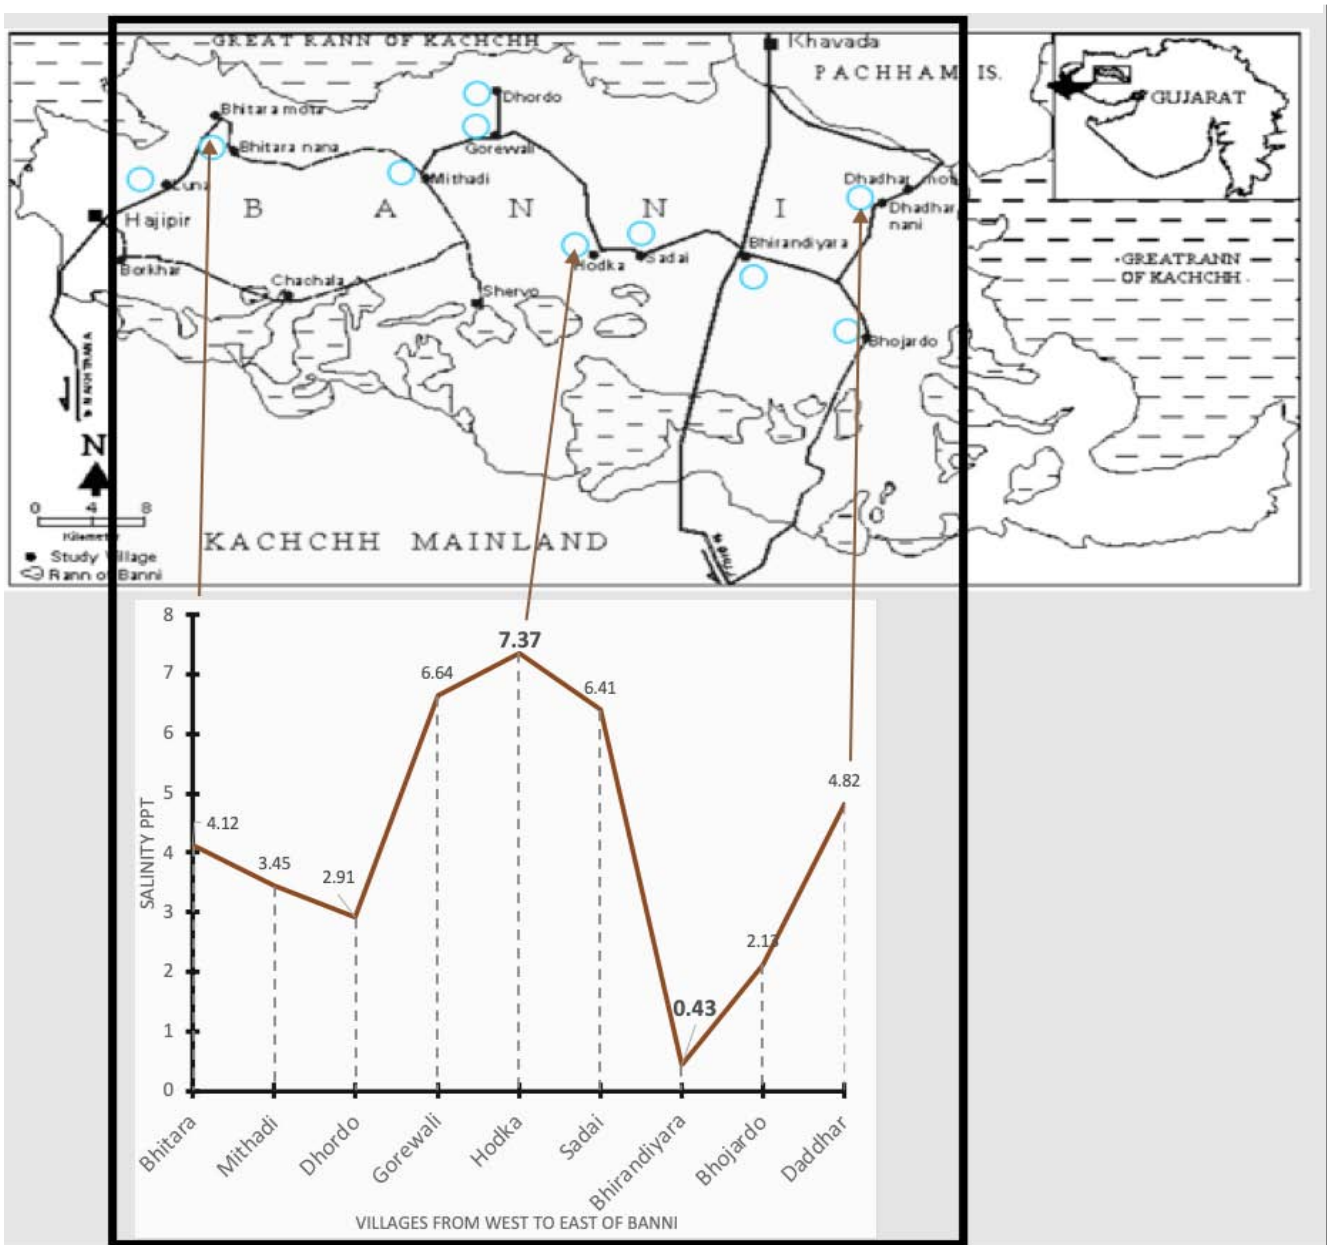 GREAT RANN OF KACHCHH
Khavada
PACHHAM IS.
GUJARAT
Dhordo
Bhitara mota
Bhitara nana
Gorewali
Mithadi
Luna
Dhadhar mota
Dhadhar
nani
Hajipir
B A N N I
Bhirandiyara
Hodka
Sadai
GREAT RANN
OF KACHCHH
Borkhar
Chachala
Shervo
Bhojardo
N
0 4 8
Kilometer
KACHCHH MAINLAND
Study Village
Rann of Banni
8
7
6
5
4
3
2
1
0
SALINITY PPT
4.12
3.45
2.91
6.64
7.37
6.41
0.43
2.13
4.82
Bhitara
Mithadi
Dhordo
Gorewali
Hodka
Sadai
Bhirandiyara
Bhojardo
Daddhar
VILLAGES FROM WEST TO EAST OF BANNI